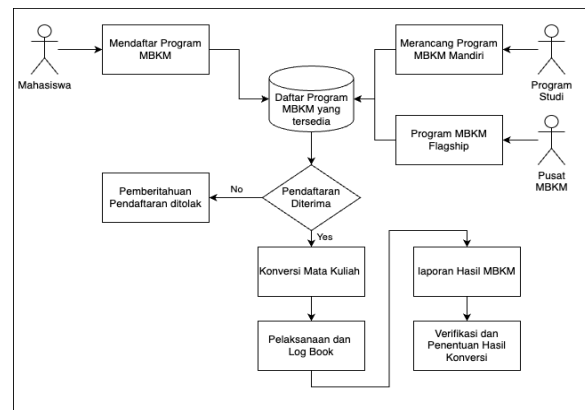 Mendaftar Program
MBKM
Mahasiswa
Merancang Program
MBKM Mandiri
Program
Studi
Daftar Program
MBKM yang
tersedia
Program MBKM
Flagship
Pusat
MBKM
Pemberitahuan
Pendaftaran ditolak
No
Pendaftaran
Diterima
Yes
Konversi Mata Kuliah
laporan Hasil MBKM
Pelaksanaan dan
Log Book
Verifikasi dan
Penentuan Hasil
Konversi